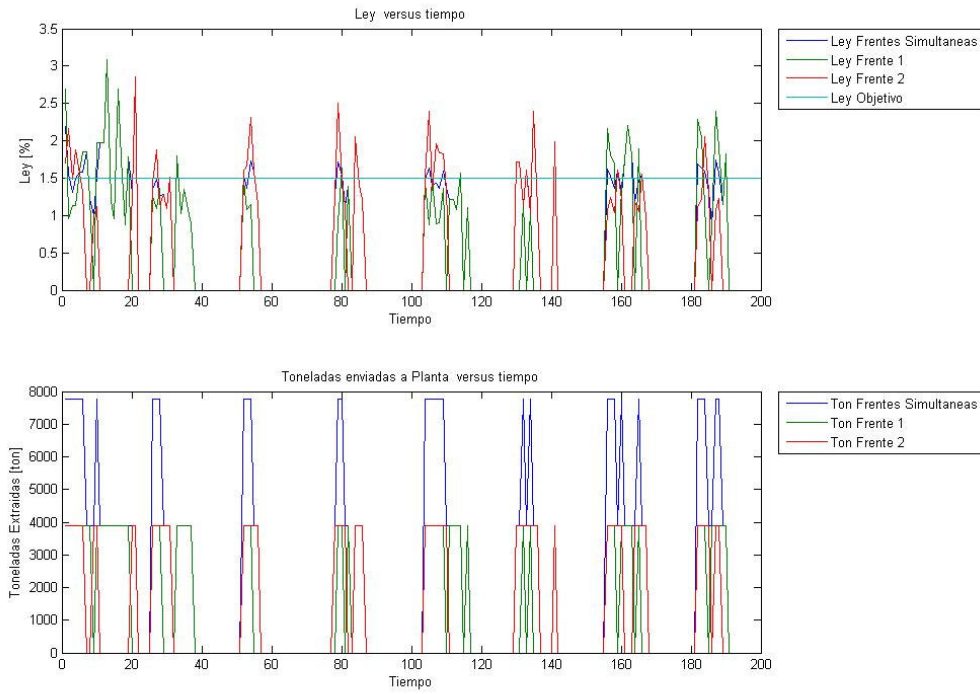 Ley versus tiempo
3.5
3
2.5
2
1.5
1
0.5
0
Ley [%]
0 20 40 60 80 100 120 140 160 180 200
Tiempo
Ley Frentes Simultaneas
Ley Frente 1
Ley Frente 2
Ley Objetivo
Toneladas enviadas a Planta versus tiempo
8000
7000
6000
5000
4000
3000
2000
1000
0
Toneladas Extraidas [ton]
0 20 40 60 80 100 120 140 160 180 200
Tiempo
Ton Frentes Simultaneas
Ton Frente 1
Ton Frente 2